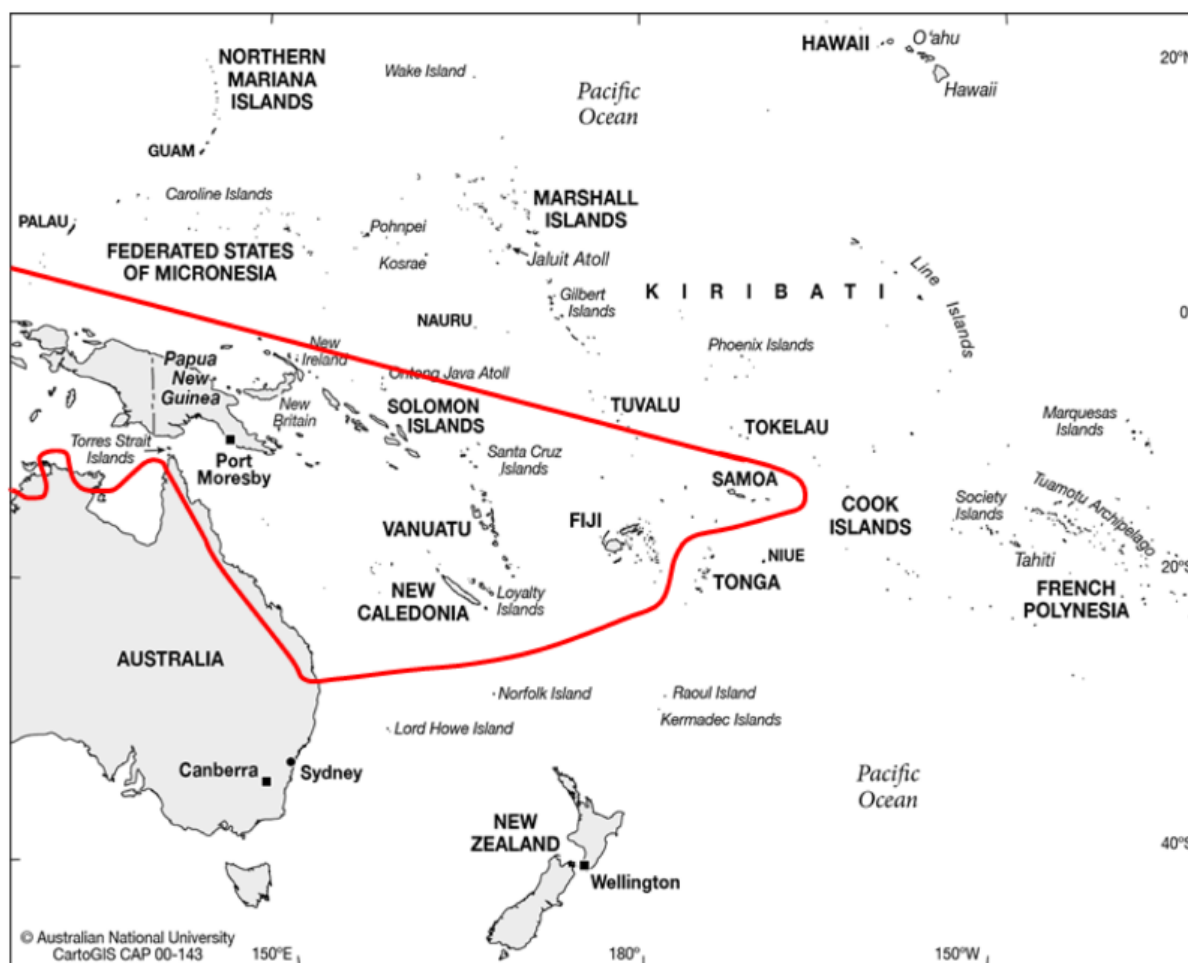 NORTHERN
MARIANA
ISLANDS
Wake Island
Pacific
Ocean
HAWAII
O'ahu
Hawaii
20°N
GUAM
Caroline Islands
MARSHALL
ISLANDS
PALAU
Pohnpei
FEDERATED STATES
OF MICRONESIA
Kosrae
Jaluit Atoll
Line Islands
Gilbert
Islands
KIRIBATI
NAURU
0
New
Ireland
Phoenix Islands
Papua
New
Guinea
Ontong Java Atoll
New
Britain
SOLOMON
ISLANDS
TUVALU
TOKELAU
Marquesas
Islands
Torres Strait
Islands
Port
Moresby
Santa Cruz
Islands
SAMOA
COOK
ISLANDS
Society
Islands
Tuamotu Archipelago
VANUATU
FIJI
NIUE
Tahiti
20°S
NEW
CALEDONIA
Loyalty
Islands
TONGA
FRENCH
POLYNESIA
AUSTRALIA
Norfolk Island
Raoul Island
Lord Howe Island
Kermadec Islands
Canberra
Sydney
Pacific
Ocean
NEW
ZEALAND
Wellington
40°S
© Australian National University
CartoGIS CAP 00-143
150°E
180°
150°W